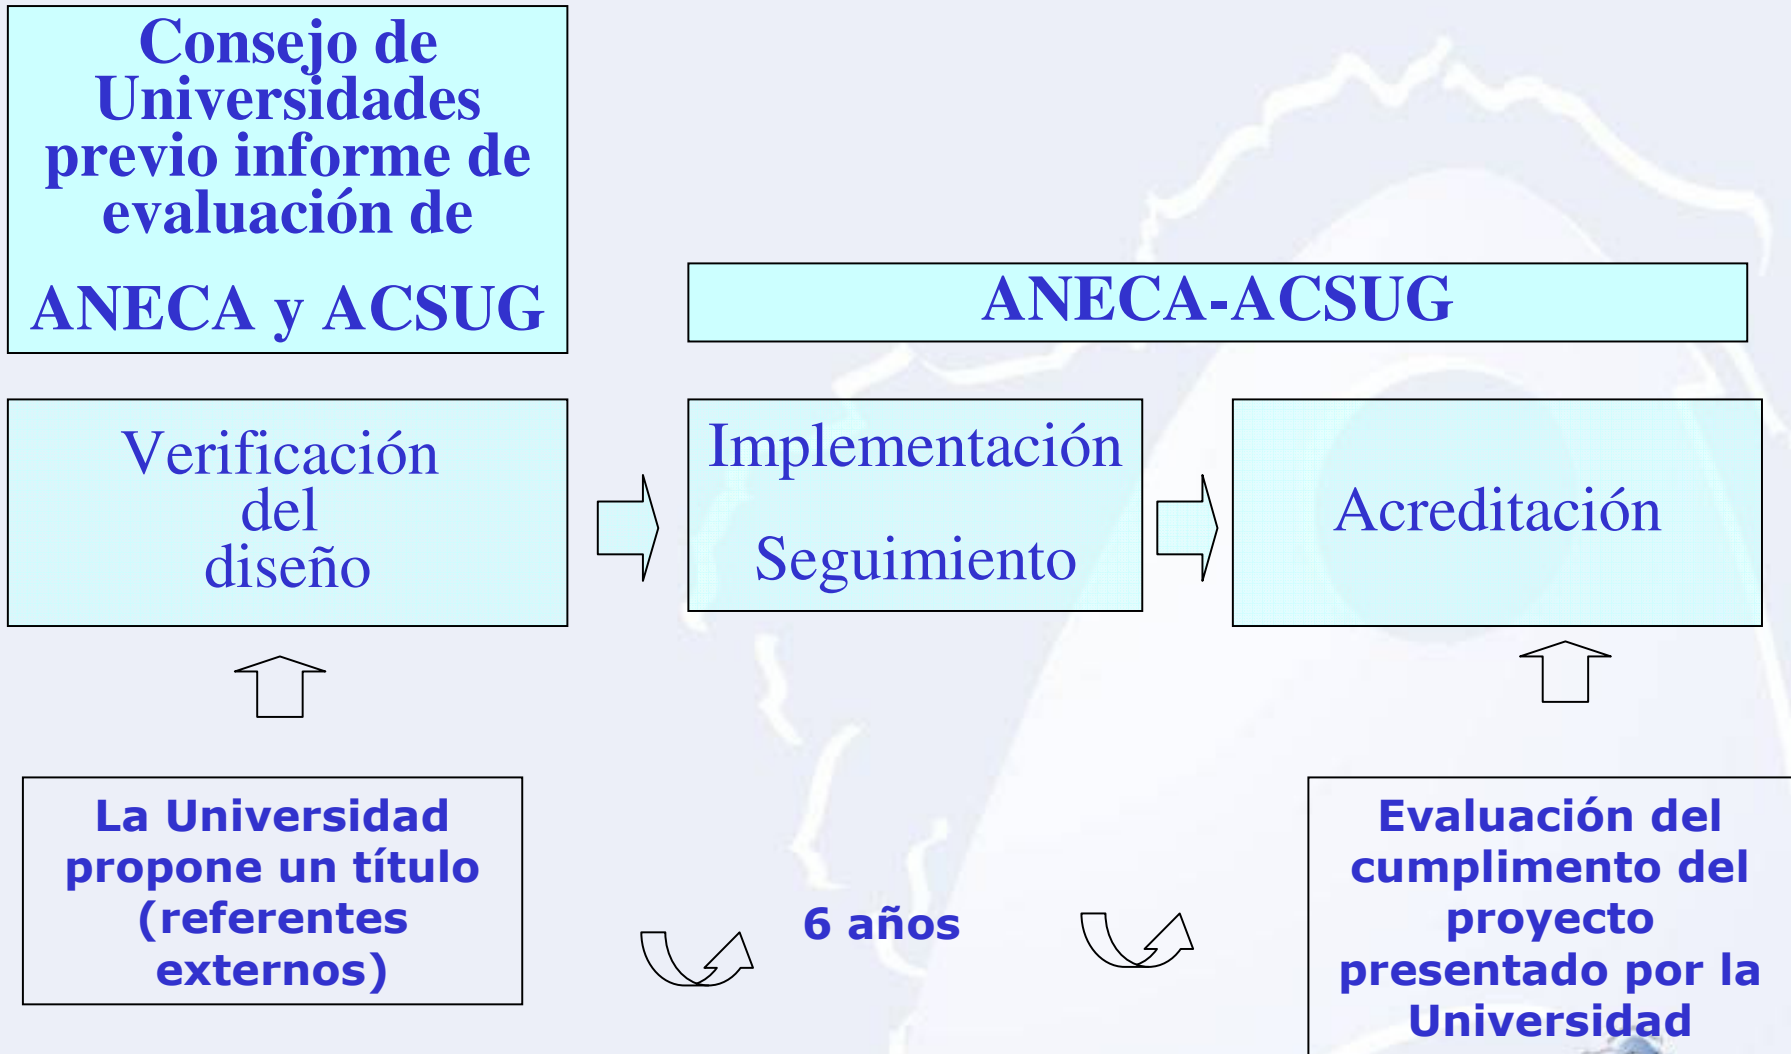 Consejo de
Universidades
previo informe de
evaluación de
ANECA y ACSUG
ANECA-ACSUG
Verificación
del
diseño
Implementación
Seguimiento
Acreditación
La Universidad
propone un título
(referentes
externos)
6 años
Evaluación del
cumplimento del
proyecto
presentado por la
Universidad